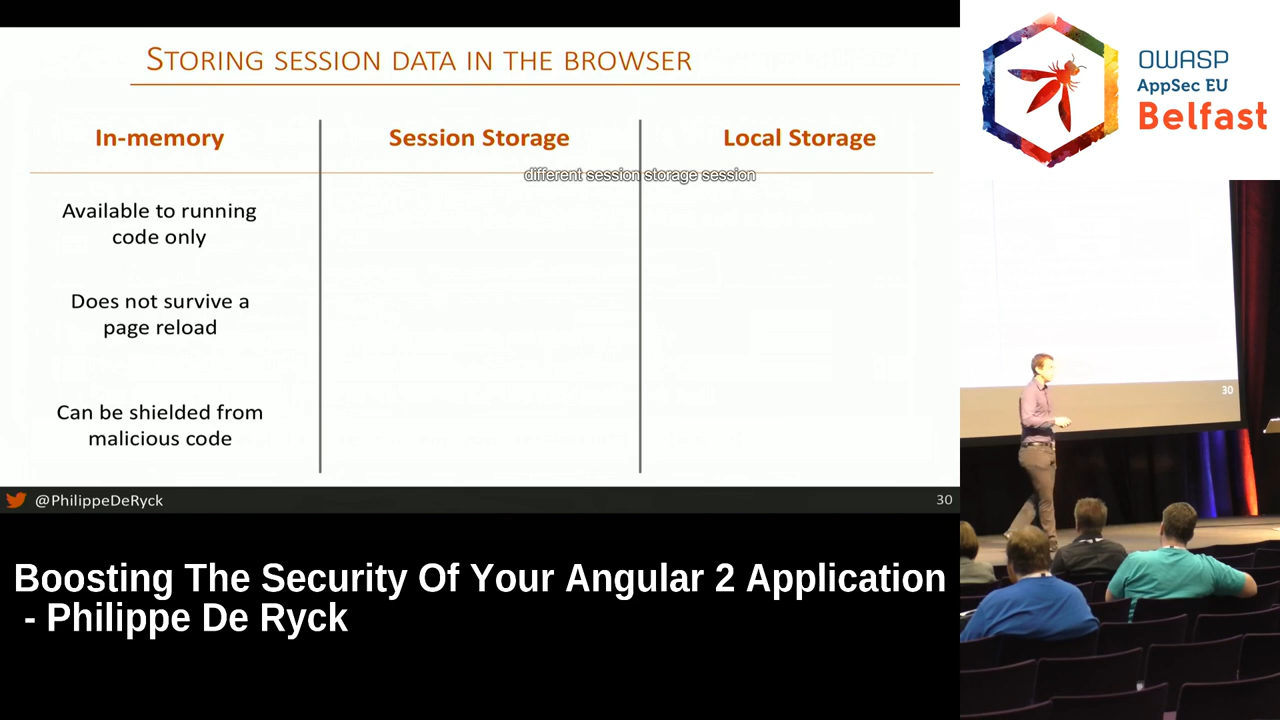 STORING SESSION DATA IN THE BROWSER
In-memory
Session Storage
Local Storage
different session storage session
Available to running
code only
Does not survive a
page reload
Can be shielded from
malicious code
@PhilippeDeRyck
30
Boosting The Security Of Your Angular 2 Application
- Philippe De Ryck
OWASP
AppSec EU
Belfast
30